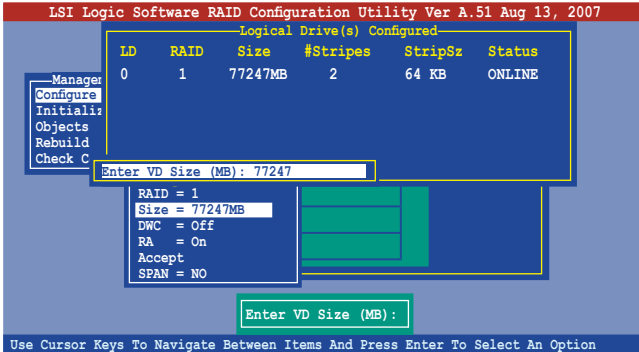 LSI Logic Software RAID Configuration Utility Ver A.51 Aug 13, 2007
Logical Drive(s) Configured
LD RAID Size #Stripes StripSz Status
0 1 77247MB 2 64 KB ONLINE
Manager
Configure
Initializ
Objects
Rebuild
Check C
Enter VD Size (MB): 77247
RAID = 1
Size = 77247MB
DWC = Off
RA = On
Accept
SPAN = NO
Enter VD Size (MB):
Use Cursor Keys To Navigate Between Items And Press Enter To Select An Option